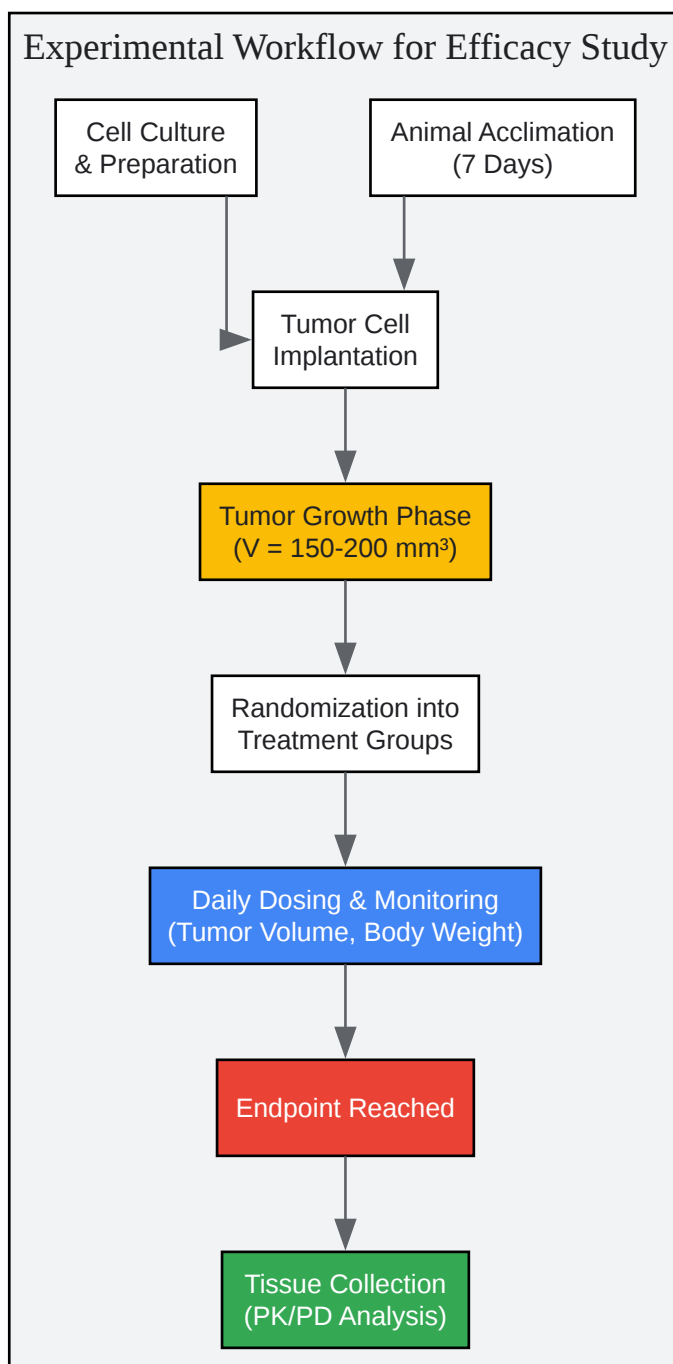 Experimental Workflow for Efficacy Study
Cell Culture
& Preparation
Animal Acclimation
(7 Days)
Tumor Cell
Implantation
Tumor Growth Phase
(V = 150-200 mm³)
Randomization into
Treatment Groups
Daily Dosing & Monitoring
(Tumor Volume, Body Weight)
Endpoint Reached
Tissue Collection
(PK/PD Analysis)